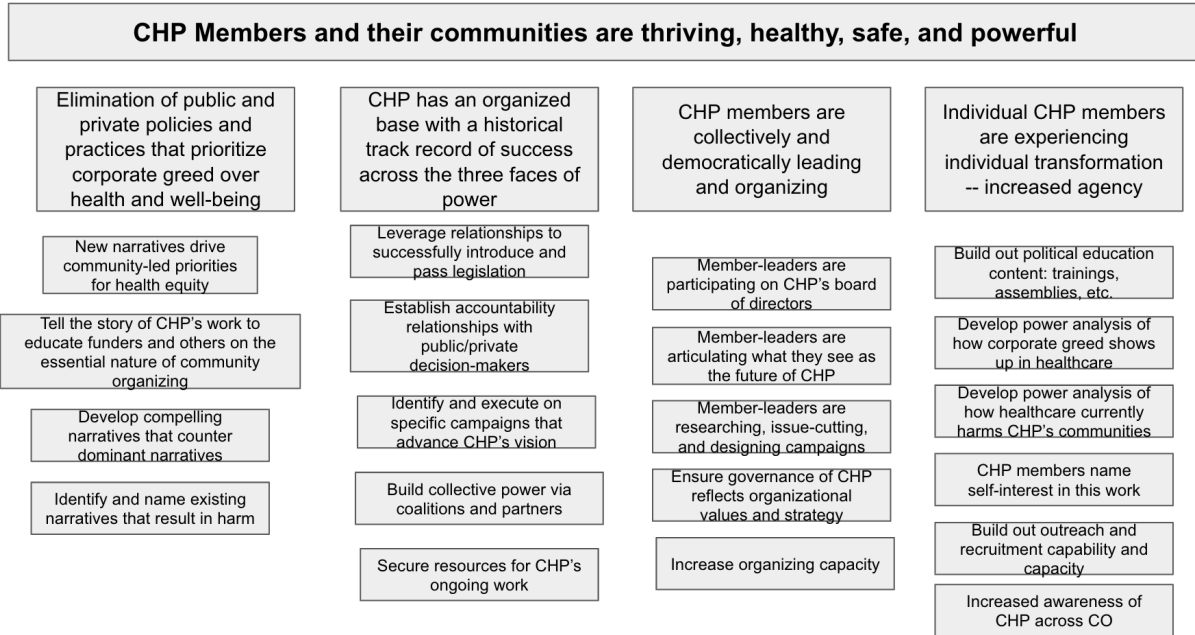 CHP Members and their communities are thriving, healthy, safe, and powerful
Elimination of public and
private policies and
practices that prioritize
corporate greed over
health and well-being
New narratives drive
community-led priorities
for health equity
Tell the story of CHP's work to
educate funders and others on the
essential nature of community
organizing
Develop compelling
narratives that counter
dominant narratives
Identify and name existing
narratives that result in harm
CHP has an organized
base with a historical
track record of success
across the three faces of
power
Leverage relationships to
successfully introduce and
pass legislation
Establish accountability
relationships with
public/private
decision-makers
Identify and execute on
specific campaigns that
advance CHP's vision
Build collective power via
coalitions and partners
Secure resources for CHP's
ongoing work
CHP members are
collectively and
democratically leading
and organizing
Member-leaders are
participating on CHP's board
of directors
Member-leaders are
articulating what they see as
the future of CHP
Member-leaders are
researching, issue-cutting,
and designing campaigns
Ensure governance of CHP
reflects organizational
values and strategy
Increase organizing capacity
Individual CHP members
are experiencing
individual transformation
-- increased agency
Build out political education
content: trainings,
assemblies, etc.
Develop power analysis of
how corporate greed shows
up in healthcare
Develop power analysis of
how healthcare currently
harms CHP's communities
CHP members name
self-interest in this work
Build out outreach and
recruitment capability and
capacity
Increased awareness of
CHP across CO